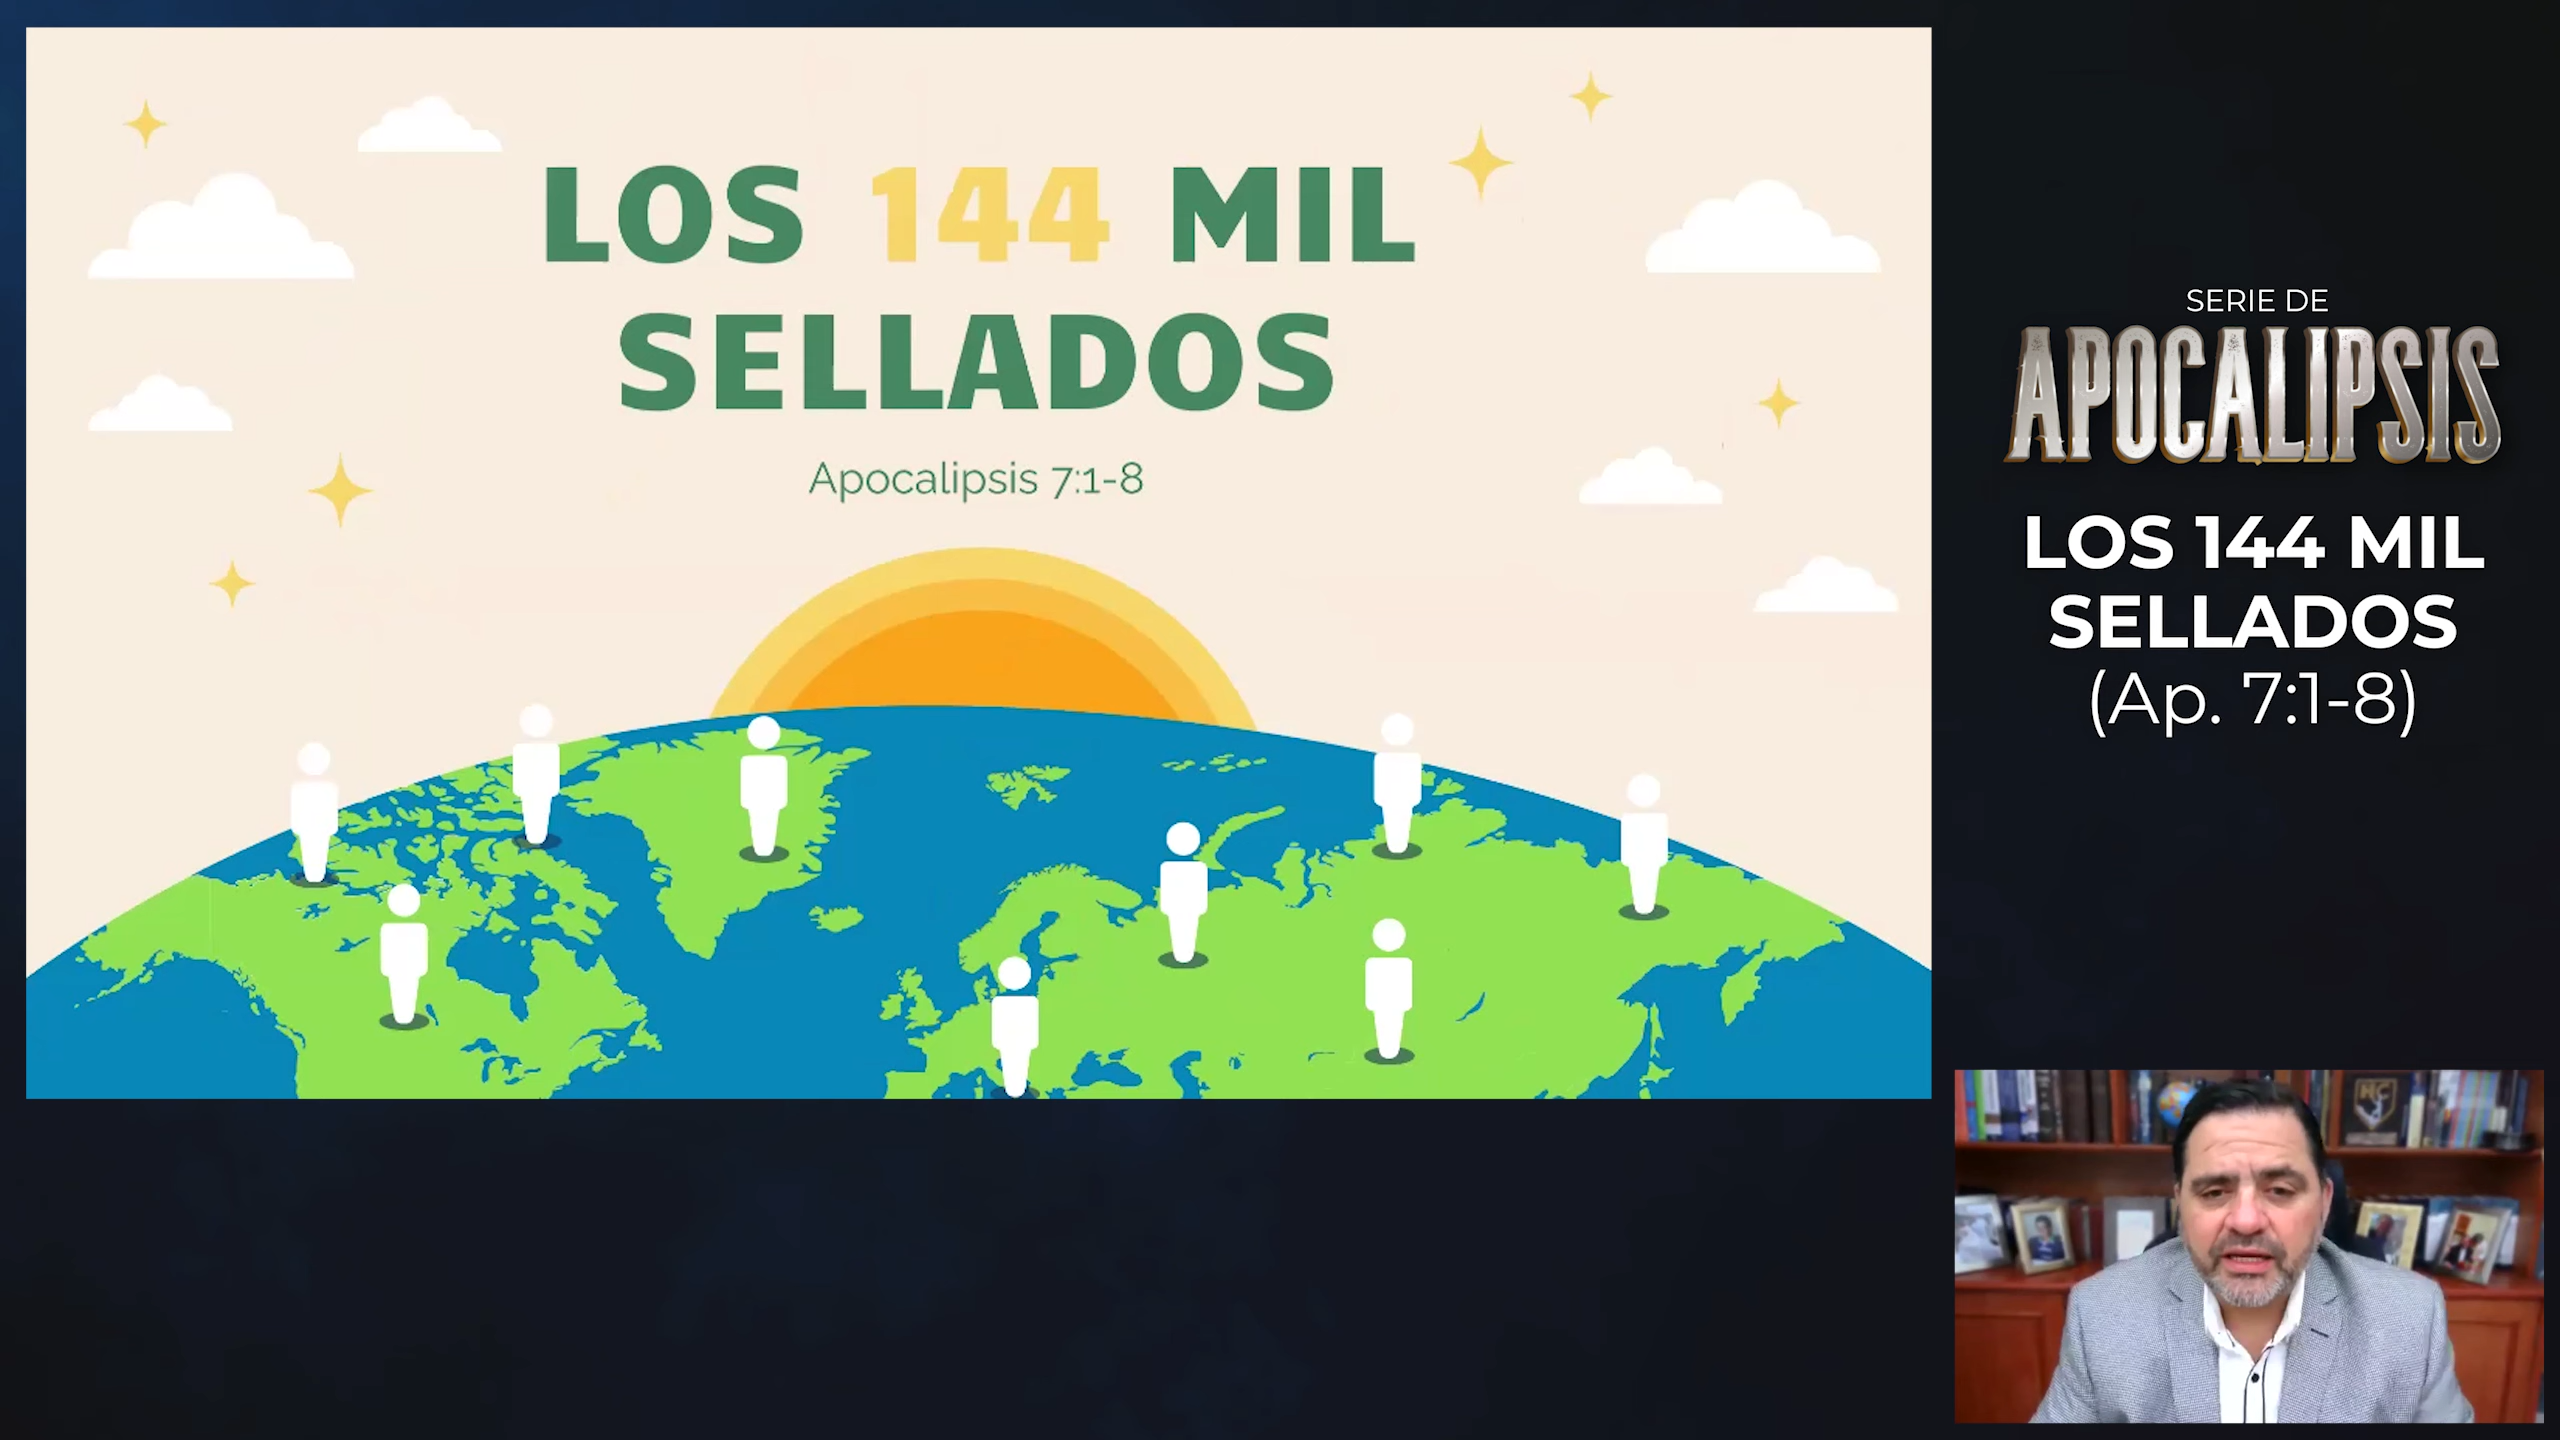 LOS 144 MIL
SELLADOS
Apocalipsis 7:1-8
SERIE DE
APOCALIPSIS
LOS 144 MIL
SELLADOS
(Ap. 7:1-8)